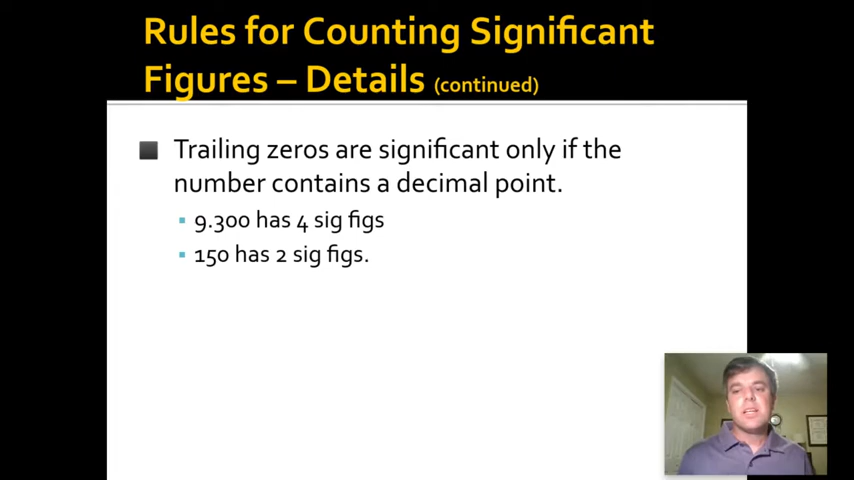 Rules for Counting Significant
Figures – Details (continued)
Trailing zeros are significant only if the
number contains a decimal point.
9.300 has 4 sig figs
150 has 2 sig figs.